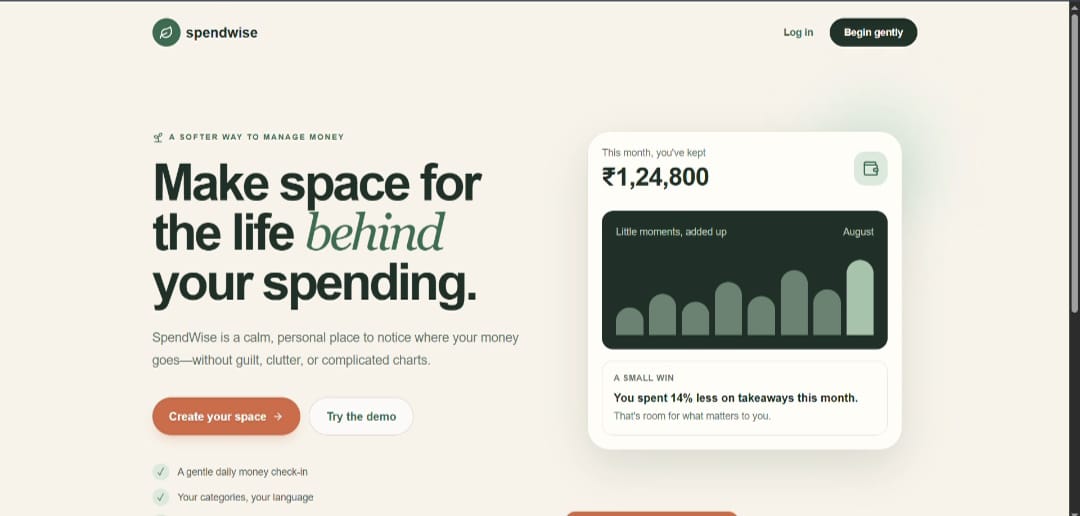 spendwise
Log in
Begin gently
A SOFTER WAY TO MANAGE MONEY
Make space for
the life behind
your spending.
SpendWise is a calm, personal place to notice where your money
goes—without guilt, clutter, or complicated charts.
Create your space →
Try the demo
✓ A gentle daily money check-in
✓ Your categories, your language
This month, you've kept
₹1,24,800
Little moments, added up
August
A SMALL WIN
You spent 14% less on takeaways this month.
That's room for what matters to you.